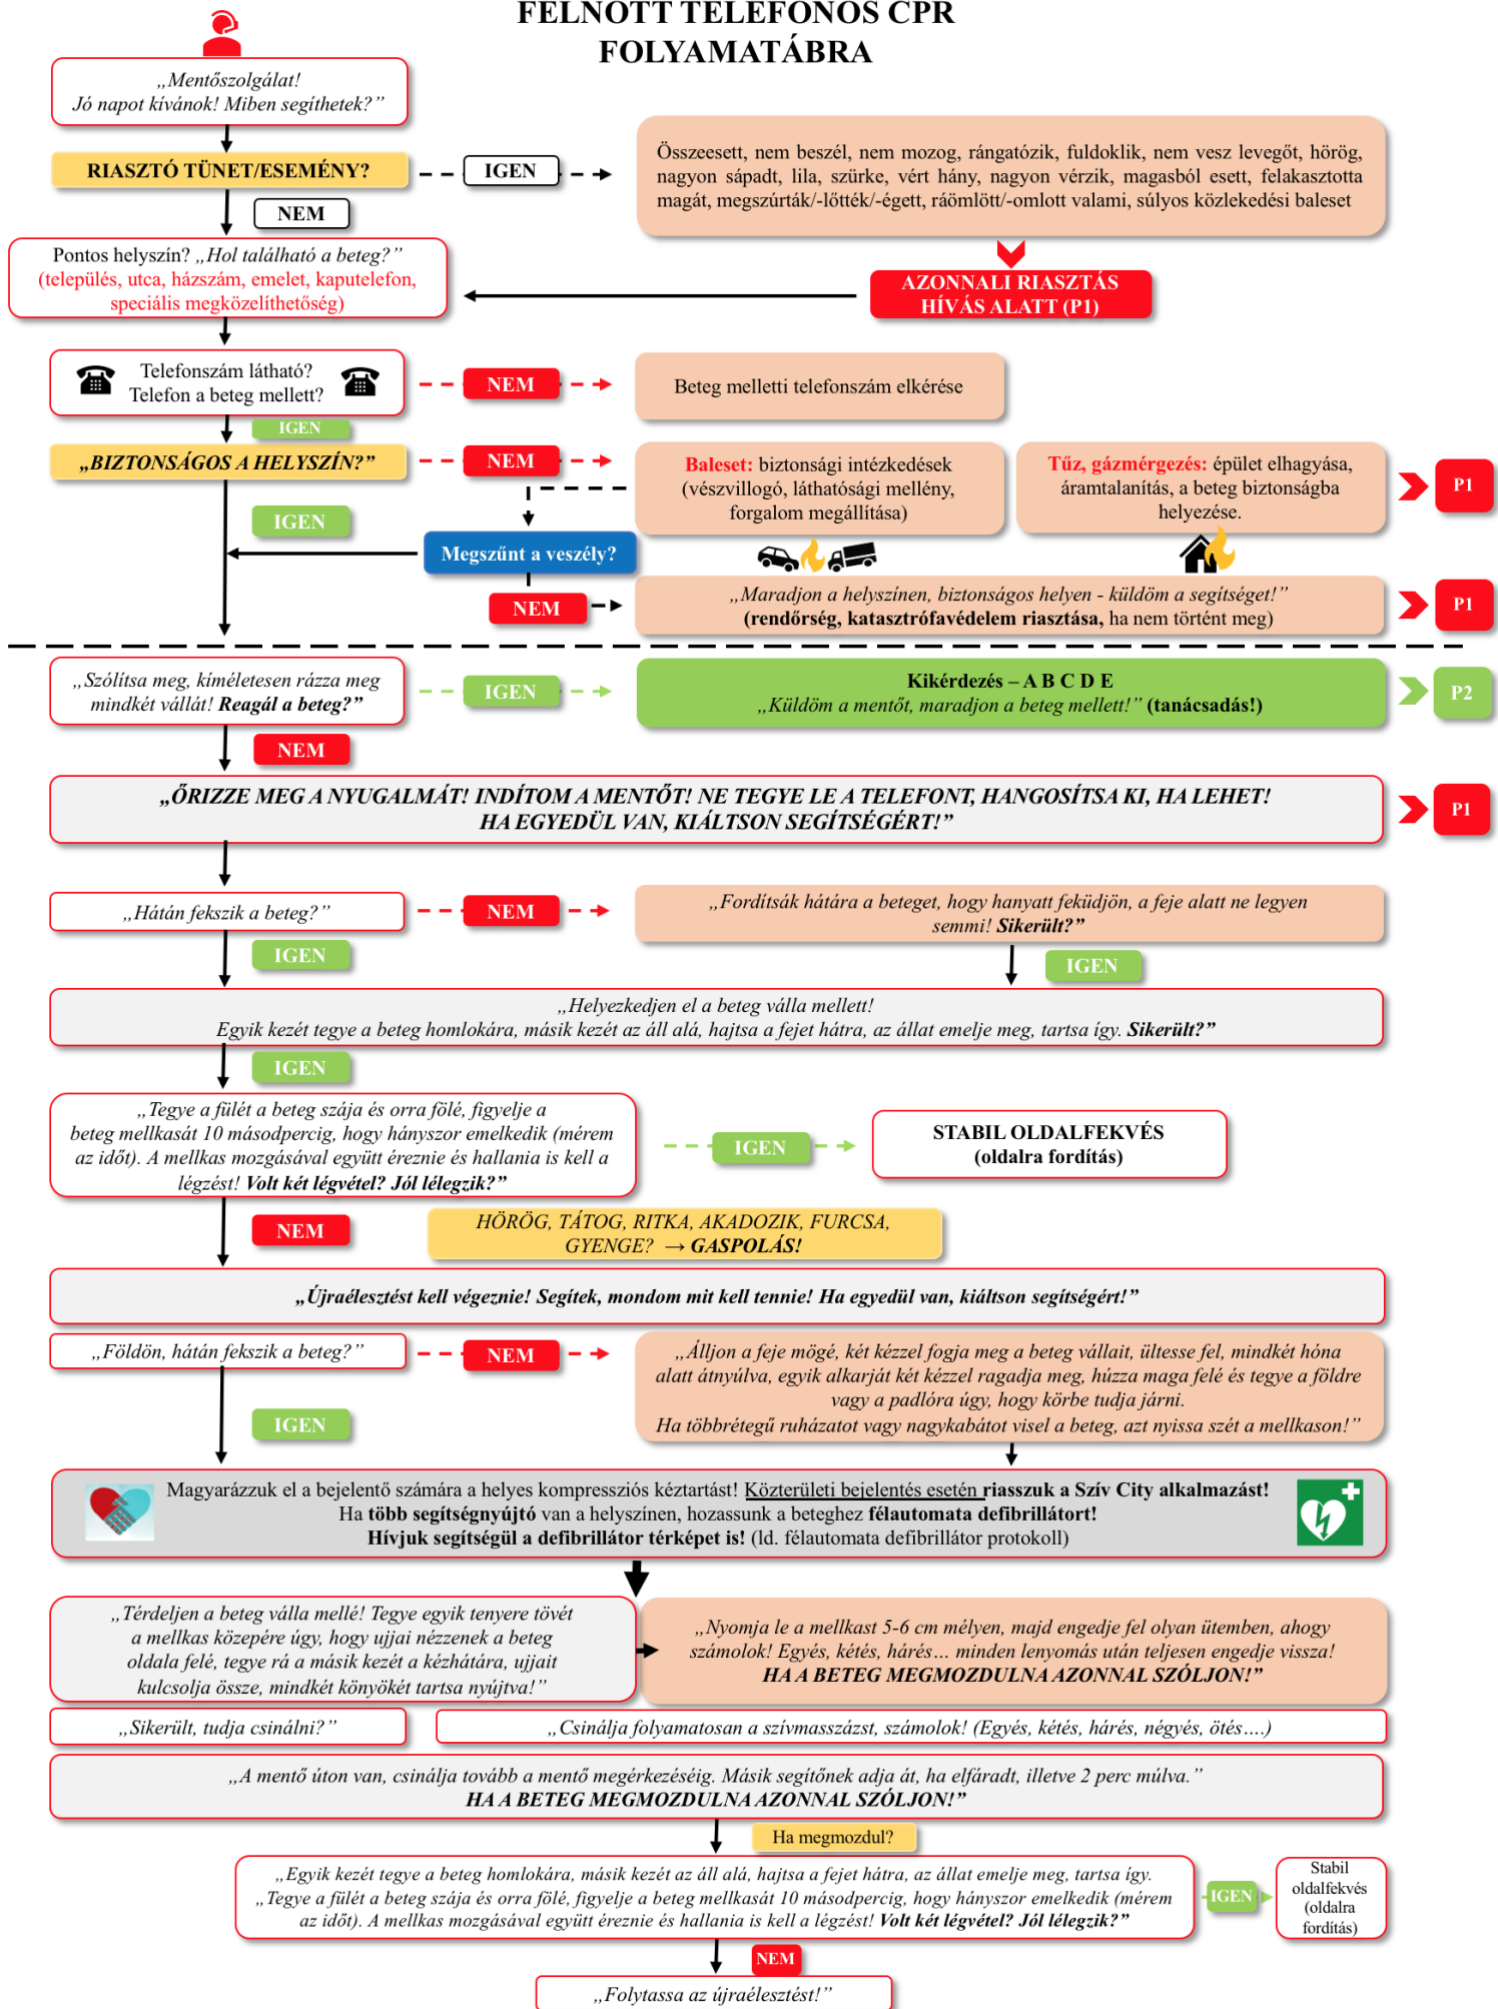 FELNŐTT TELEFONOS CPR
FOLYAMATÁBRA
„Mentőszolgálat!
Jó napot kívánok! Miben segíthetek?”
RIASZTÓ TÜNET/ESEMÉNY?
IGEN
Összeesett, nem beszél, nem mozog, rángatózik, fuldoklik, nem vesz levegőt, hörög,
nagyon sápadt, lila, szürke, vért hány, nagyon vérzik, magasból esett, felakasztotta
magát, megszúrták/-lőtték/-égett, ráömlött/-omlott valami, súlyos közlekedési baleset
NEM
AZONNALI RIASZTÁS
HÍVÁS ALATT (P1)
Pontos helyszín? „Hol található a beteg?”
(település, utca, házszám, emelet, kaputelefon,
speciális megközelíthetőség)
Telefonszám látható?
Telefon a beteg mellett?
NEM
Beteg melletti telefonszám elkérése
IGEN
„BIZTONSÁGOS A HELYSZÍN?”
NEM
Baleset: biztonsági intézkedések
(vészvillogó, láthatósági mellény,
forgalom megállítása)
Tűz, gázmérgezés: épület elhagyása,
áramtalanítás, a beteg biztonságba
helyezése.
P1
IGEN
Megszűnt a veszély?
NEM
„Maradjon a helyszínen, biztonságos helyen - küldöm a segítséget!”
(rendőrség, katasztrófavédelem riasztása, ha nem történt meg)
P1
„Szólítsa meg, kíméletesen rázza meg
mindkét vállát! Reagál a beteg?”
IGEN
Kikérdezés – A B C D E
„Küldöm a mentőt, maradjon a beteg mellett!” (tanácsadás!)
P2
NEM
„ŐRIZZE MEG A NYUGALMÁT! INDÍTOM A MENTŐT! NE TEGYE LE A TELEFONT, HANGOSÍTSA KI, HA LEHET!
HA EGYEDÜL VAN, KIÁLTSON SEGÍTSÉGÉRT!”
P1
„Hátán fekszik a beteg?”
NEM
„Fordítsák hátára a beteget, hogy hanyatt feküdjön, a feje alatt ne legyen
semmi! Sikerült?”
IGEN
IGEN
„Helyezkedjen el a beteg válla mellett!
Egyik kezét tegye a beteg homlokára, másik kezét az áll alá, hajtsa a fejet hátra, az állat emelje meg, tartsa így. Sikerült?”
IGEN
„Tegye a fülét a beteg szája és orra fölé, figyelje a
beteg mellkasát 10 másodpercig, hogy hányszor emelkedik (mérem
az időt). A mellkas mozgásával együtt éreznie és hallania is kell a
légzést! Volt két légvétel? Jól lélegzik?”
IGEN
STABIL OLDALFEKVÉS
(oldalra fordítás)
NEM
HÖRÖG, TÁTOG, RITKA, AKADOZIK, FURCSA,
GYENGE? → GASPOLÁS!
„Újraélesztést kell végeznie! Segítek, mondom mit kell tennie! Ha egyedül van, kiáltson segítségért!”
„Földön, hátán fekszik a beteg?”
NEM
„Álljon a feje mögé, két kézzel fogja meg a beteg vállait, ültesse fel, mindkét hóna
alatt átnyúlva, egyik alkarját két kézzel ragadja meg, húzza maga felé és tegye a földre
vagy a padlóra úgy, hogy körbe tudja járni.
Ha többrétegű ruházatot vagy nagykabátot visel a beteg, azt nyissa szét a mellkason!”
IGEN
Magyarázzuk el a bejelentő számára a helyes kompressziós kéztartást! Közterületi bejelentés esetén riasszuk a Szív City alkalmazást!
Ha több segítségnyújtó van a helyszínen, hozassunk a beteghez félautomata defibrillátort!
Hívjuk segítségül a defibrillátor térképet is! (ld. félautomata defibrillátor protokoll)
„Térdeljen a beteg válla mellé! Tegye egyik tenyere tövét
a mellkas közepére úgy, hogy ujjai nézzenek a beteg
oldala felé, tegye rá a másik kezét a kézhátára, ujjait
kulcsolja össze, mindkét könyökét tartsa nyújtva!”
„Nyomja le a mellkast 5-6 cm mélyen, majd engedje fel olyan ütemben, ahogy
számolok! Egyés, kétés, hárés… minden lenyomás után teljesen engedje vissza!
HA A BETEG MEGMOZDULNA AZONNAL SZÓLJON!”
„Sikerült, tudja csinálni?”
„Csinálja folyamatosan a szívmasszázst, számolok! (Egyés, kétés, hárés, négyés, ötés….)
„A mentő úton van, csinálja tovább a mentő megérkezéséig. Másik segítőnek adja át, ha elfáradt, illetve 2 perc múlva.”
HA A BETEG MEGMOZDULNA AZONNAL SZÓLJON!”
Ha megmozdul?
„Egyik kezét tegye a beteg homlokára, másik kezét az áll alá, hajtsa a fejet hátra, az állat emelje meg, tartsa így.
„Tegye a fülét a beteg szája és orra fölé, figyelje a beteg mellkasát 10 másodpercig, hogy hányszor emelkedik (mérem
az időt). A mellkas mozgásával együtt éreznie és hallania is kell a légzést! Volt két légvétel? Jól lélegzik?”
IGEN
Stabil
oldalfekvés
(oldalra
fordítás)
NEM
„Folytassa az újraélesztést!”